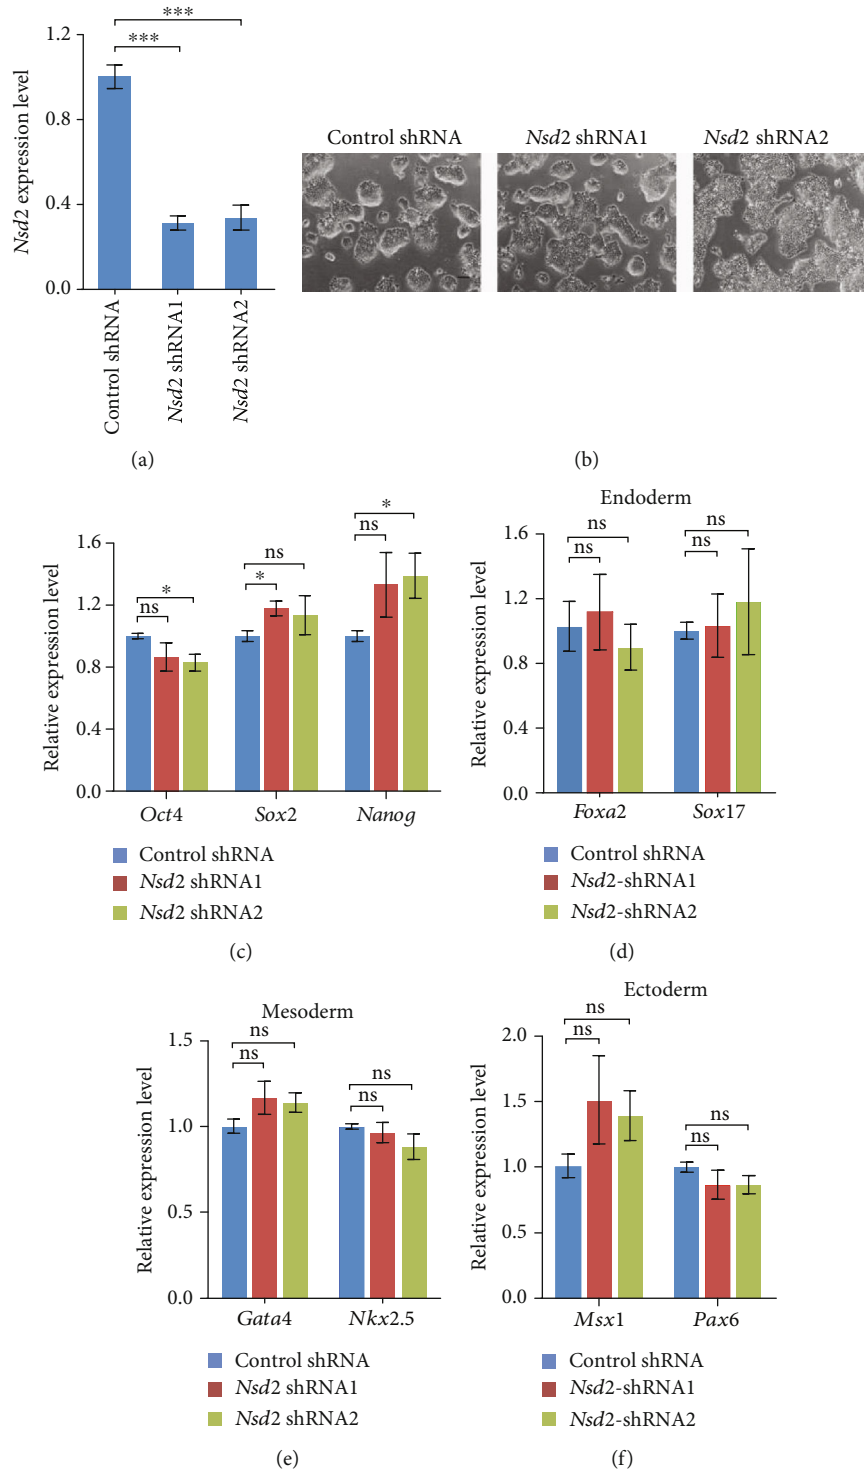 ***
***
1.2
0.8
0.4
0.0
Nsd2 expression level
Control shRNA
Nsd2 shRNA1
Nsd2 shRNA2
(a)
Control shRNA
Nsd2 shRNA1
Nsd2 shRNA2
(b)
*
ns
ns
*
*
ns
1.6
1.2
0.8
0.4
0.0
Relative expression level
Oct4 Sox2 Nanog
Control shRNA
Nsd2 shRNA1
Nsd2 shRNA2
(c)
Endoderm
ns
ns
ns
ns
1.6
1.2
0.8
0.4
0.0
Relative expression level
Foxa2 Sox17
Control shRNA
Nsd2-shRNA1
Nsd2-shRNA2
(d)
Mesoderm
ns
ns
ns
ns
1.5
1.0
0.5
0.0
Relative expression level
Gata4 Nkx2.5
Control shRNA
Nsd2 shRNA1
Nsd2 shRNA2
(e)
Ectoderm
ns
ns
ns
ns
2.0
1.5
1.0
0.5
0.0
Relative expression level
Msx1 Pax6
Control shRNA
Nsd2-shRNA1
Nsd2-shRNA2
(f)